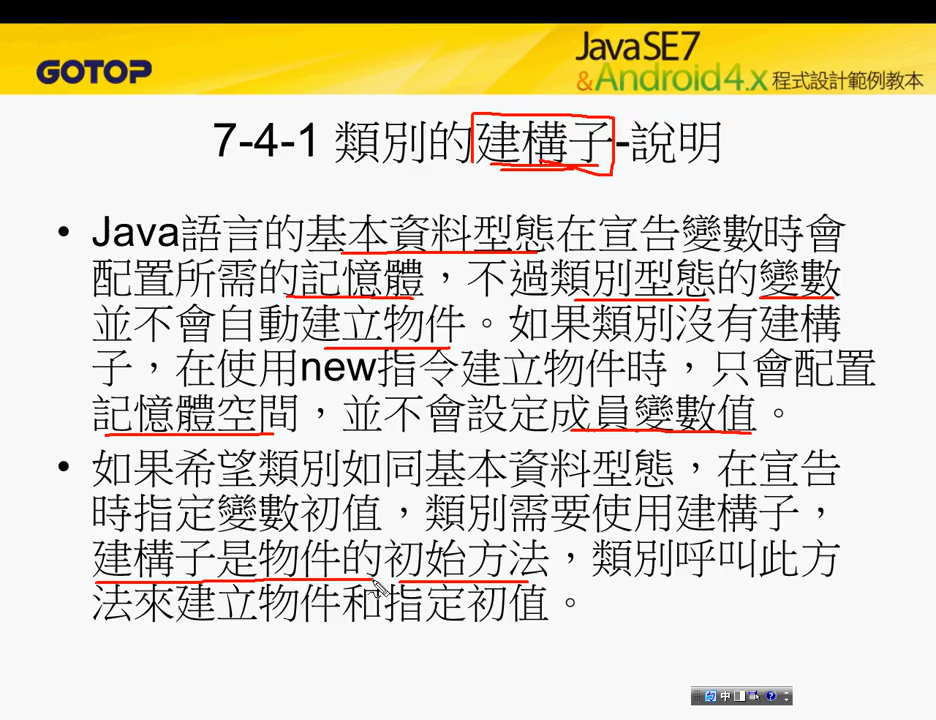 GOTOP
JavaSE7
&Android4.x 程式設計範例教本
7-4-1 類別的建構子-說明
• Java語言的基本資料型態在宣告變數時會
配置所需的記憶體，不過類別型態的變數
並不會自動建立物件。如果類別沒有建構
子，在使用new指令建立物件時，只會配置
記憶體空間，並不會設定成員變數值。
• 如果希望類別如同基本資料型態，在宣告
時指定變數初值，類別需要使用建構子，
建構子是物件的初始方法，類別呼叫此方
法來建立物件和指定初值。
中